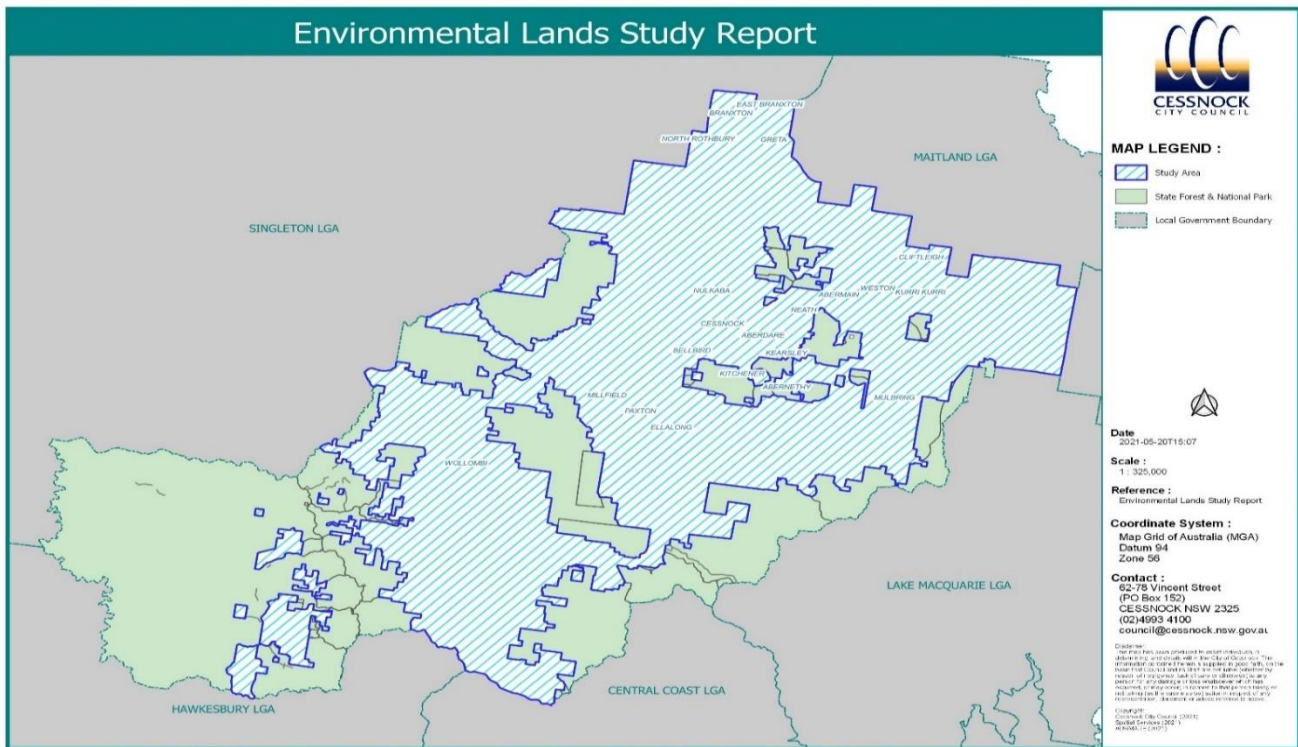 Environmental Lands Study Report
CESSNOCK
CITY COUNCIL
MAP LEGEND :
Study Area
State Forest & National Park
Local Government Boundary
EAST BRANXTON
BRANXTON
NORTH ROTHBURY
GRETA
MAITLAND LGA
SINGLETON LGA
CLIFTLEIGH
NULKABA
ABERMAIN
WESTON
KURRI KURRI
NEATH
CESSNOCK
ABERDARE
BELLBIRD
KEARSLEY
KITCHENER
ABERNETHY
MILLFIELD
PAXTON
MULBRING
ELLALONG
WOLLOMBI
LAKE MACQUARIE LGA
CENTRAL COAST LGA
HAWKESBURY LGA
Date
2021-05-20T15:07
Scale :
1 : 325,000
Reference :
Environmental Lands Study Report
Coordinate System :
Map Grid of Australia (MGA)
Datum 94
Zone 56
Contact :
62-78 Vincent Street
(PO Box 152)
CESSNOCK NSW 2325
(02)4993 4100
council@cessnock.nsw.gov.au
Disclaimer
Copyright
Cessnock City Council (2021)
Spatial Services (2021)